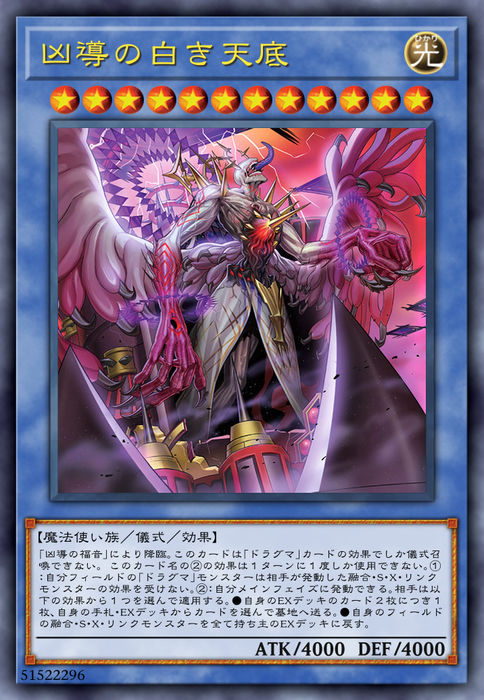 凶導の白き天底
ひかり
光
【魔法使い族／儀式／効果】
「凶導の福音」により降臨。このカードは「ドラグマ」カードの効果でしか儀式召
喚できない。 このカード名の②の効果は１ターンに１度しか使用できない。①
：自分フィールドの「ドラグマ」モンスターは相手が発動した融合・S・X・リンク
モンスターの効果を受けない。②：自分メインフェイズに発動できる。相手は以
下の効果から１つを選んで適用する。●自身のEXデッキのカード２枚につき１
枚、自身の手札・EXデッキからカードを選んで墓地へ送る。●自身のフィールド
の融合・S・X・リンクモンスターを全て持ち主のEXデッキに戻す。
ATK/4000 DEF/4000
51522296